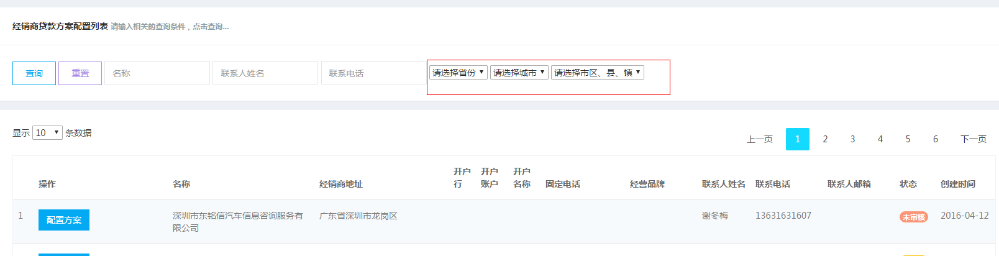 经销商贷款方案配置列表 请输入相关的查询条件，点击查询...
查询 重置 名称 联系人姓名 联系电话 请选择省份 请选择城市 请选择市区、县、镇
显示 10 条数据
上一页 1 2 3 4 5 6 下一页
操作 名称 经销商地址 开户行 开户账户 开户名称 固定电话 经营品牌 联系人姓名 联系电话 联系人邮箱 状态 创建时间
1 配置方案 深圳市东铭信汽车信息咨询服务有 广东省深圳市龙岗区 谢冬梅 13631631607 未审核 2016-04-12
限公司